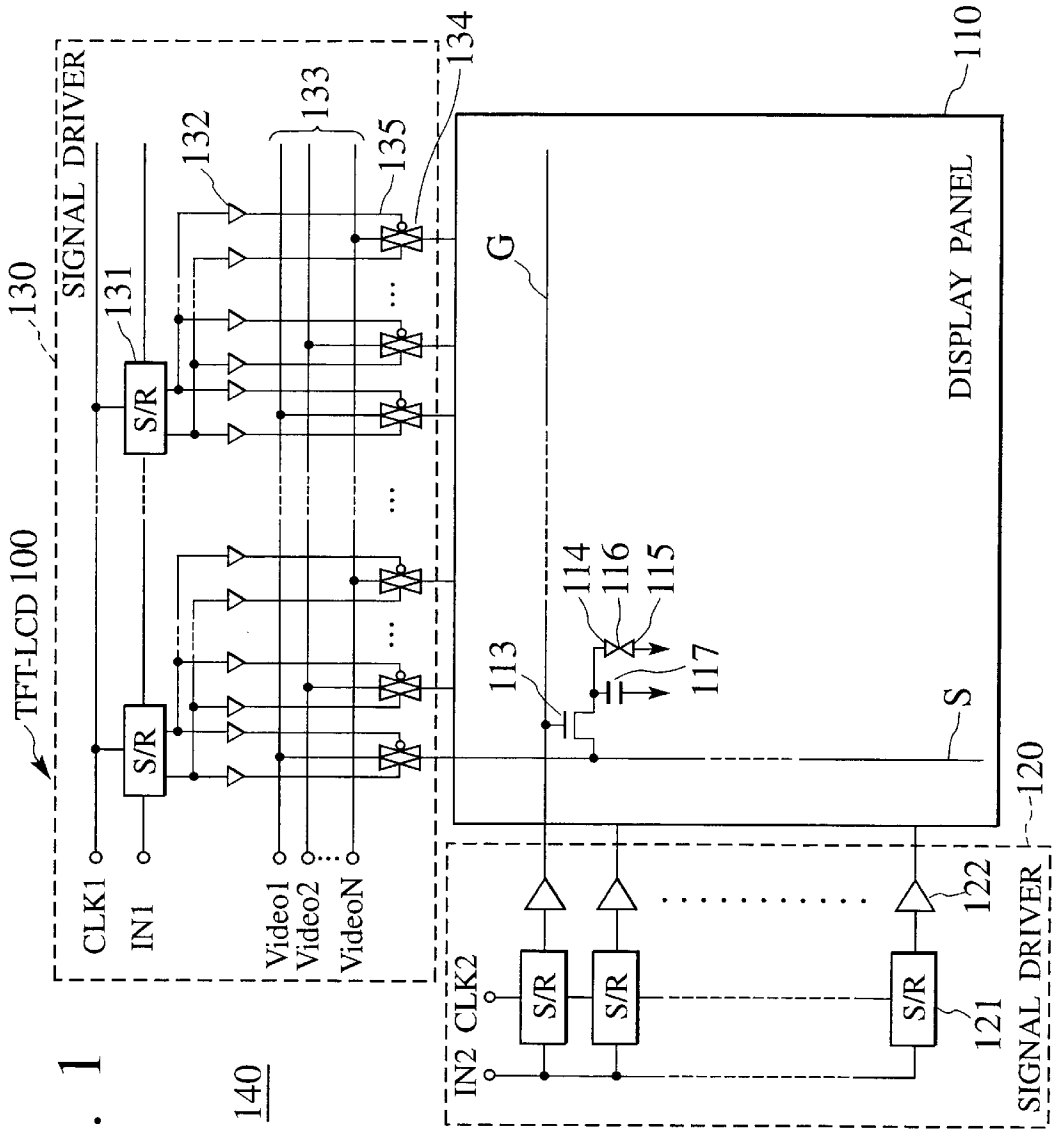 . 1
140
TFT-LCD 100
130
SIGNAL DRIVER
CLK1
IN1
S/R
S/R
131
132
133
135
134
Video1
Video2
VideoN
110
G
113
114
116
115
117
S
DISPLAY PANEL
IN2
CLK2
S/R
S/R
S/R
121
122
120
SIGNAL DRIVER